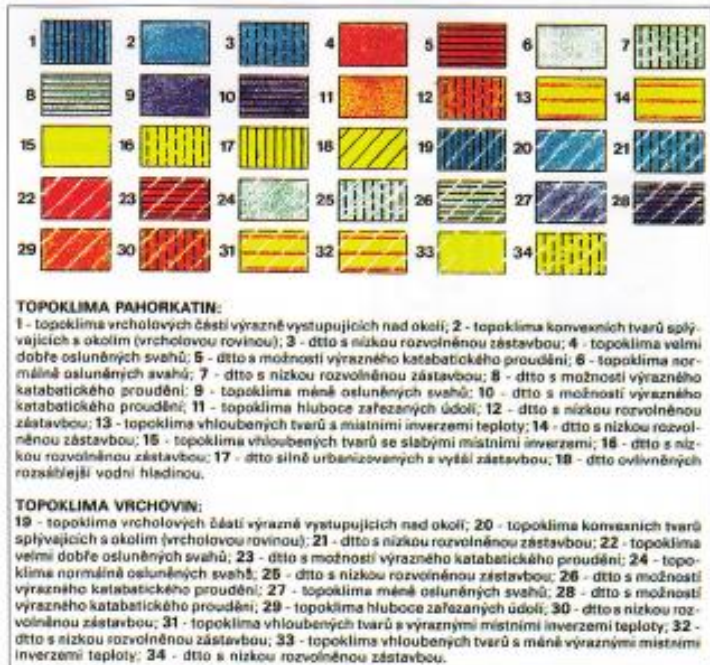 1 2 3 4 5 6 7
8 9 10 11 12 13 14
15 16 17 18 19 20 21
22 23 24 25 26 27 28
29 30 31 32 33 34
TOPOKLIMA PAHORKATIN:
1 - topoklima vrcholových částí výrazně vystupujících nad okolí; 2 - topoklima konvexních tvarů splý-
vajících s okolím (vrcholovou rovinou); 3 - dtto s nízkou rozvolněnou zástavbou; 4 - topoklima velmi
dobře osluněných svahů; 5 - dtto s možností výrazného katabatického proudění; 6 - topoklima nor-
málně osluněných svahů; 7 - dtto s nízkou rozvolněnou zástavbou; 8 - dtto s možností výrazného
katabatického proudění; 9 - topoklima méně osluněných svahů; 10 - dtto s možností výrazného
katabatického proudění; 11 - topoklima hluboce zařezaných údolí; 12 - dtto s nízkou rozvolněnou
zástavbou; 13 - topoklima vhloubených tvarů s místními inverzemi teploty; 14 - dtto s nízkou rozvol-
něnou zástavbou; 15 - topoklima vhloubených tvarů se slabými místními inverzemi; 16 - dtto s níz-
kou rozvolněnou zástavbou; 17 - dtto silně urbanizovaných s vyšší zástavbou; 18 - dtto ovlivněných
rozsáhlejší vodní hladinou.
TOPOKLIMA VRCHOVIN:
19 - topoklima vrcholových částí výrazně vystupujících nad okolí; 20 - topoklima konvexních tvarů
splývajících s okolím (vrcholovou rovinou); 21 - dtto s nízkou rozvolněnou zástavbou; 22 - topoklima
velmi dobře osluněných svahů; 23 - dtto s možností výrazného katabatického proudění; 24 - topo-
klima normálně osluněných svahů; 25 - dtto s nízkou rozvolněnou zástavbou; 26 - dtto s možností
výrazného katabatického proudění; 27 - topoklima méně osluněných svahů; 28 - dtto s možností
výrazného katabatického proudění; 29 - topoklima hluboce zařezaných údolí; 30 - dtto s nízkou roz-
volněnou zástavbou; 31 - topoklima vhloubených tvarů s výraznými místními inverzemi teploty; 32 -
dtto s nízkou rozvolněnou zástavbou; 33 - topoklima vhloubených tvarů s méně výraznými místními
inverzemi teploty; 34 - dtto s nízkou rozvolněnou zástavbou.